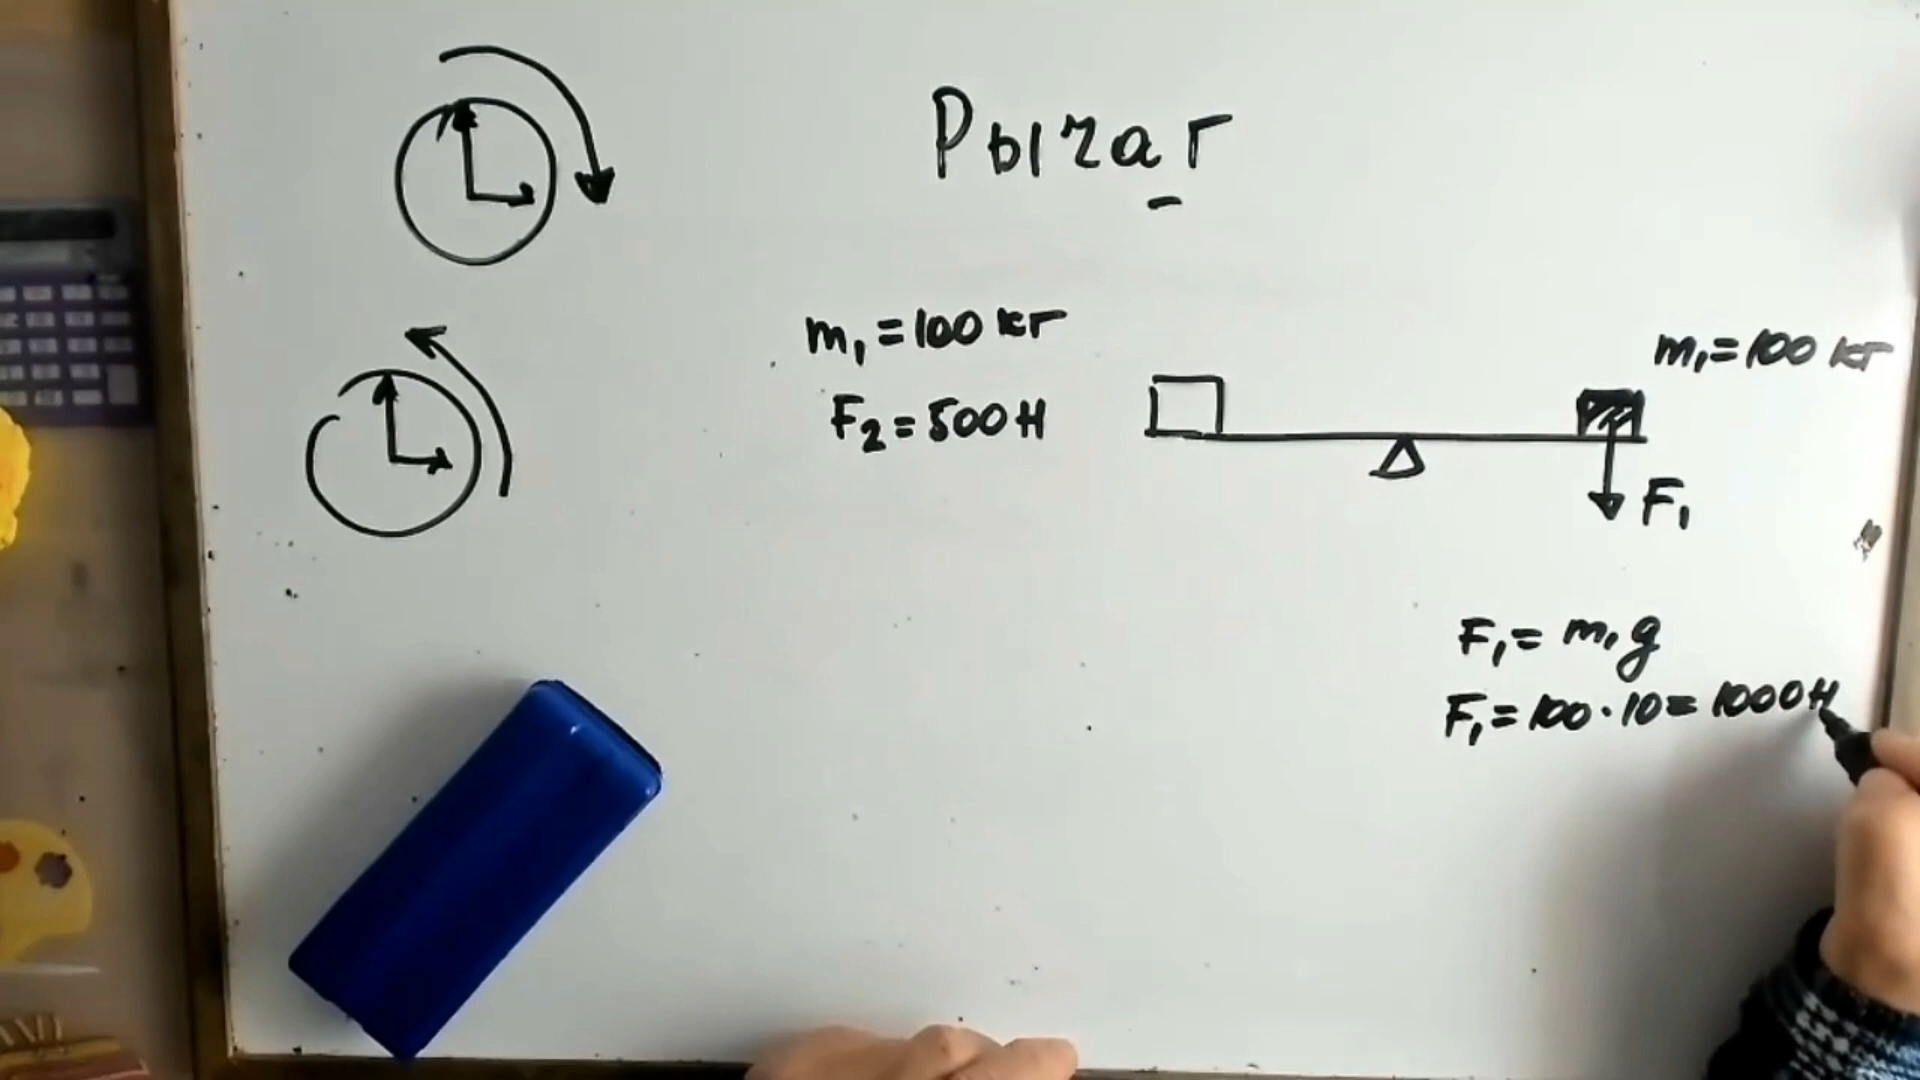 Рычаг
m₁ = 100 кг
F₂ = 500 Н
m₁ = 100 кг
F₁
F₁ = m₁g
F₁ = 100 · 10 = 1000 Н